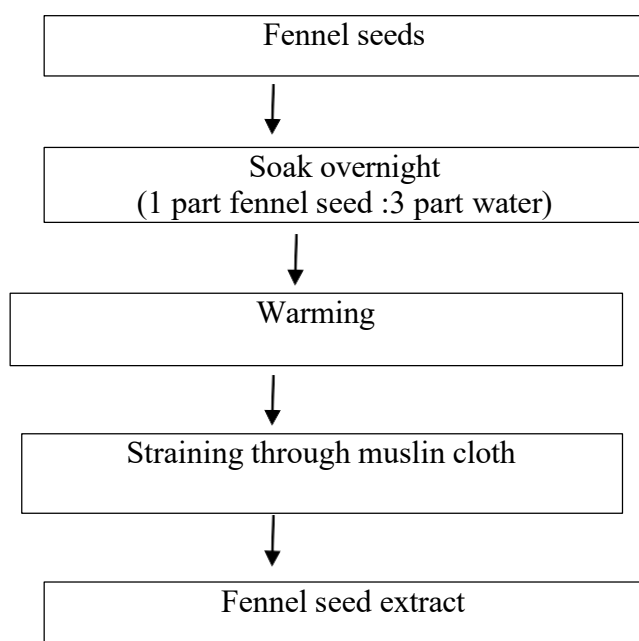 Fennel seeds
Soak overnight
(1 part fennel seed :3 part water)
Warming
Straining through muslin cloth
Fennel seed extract